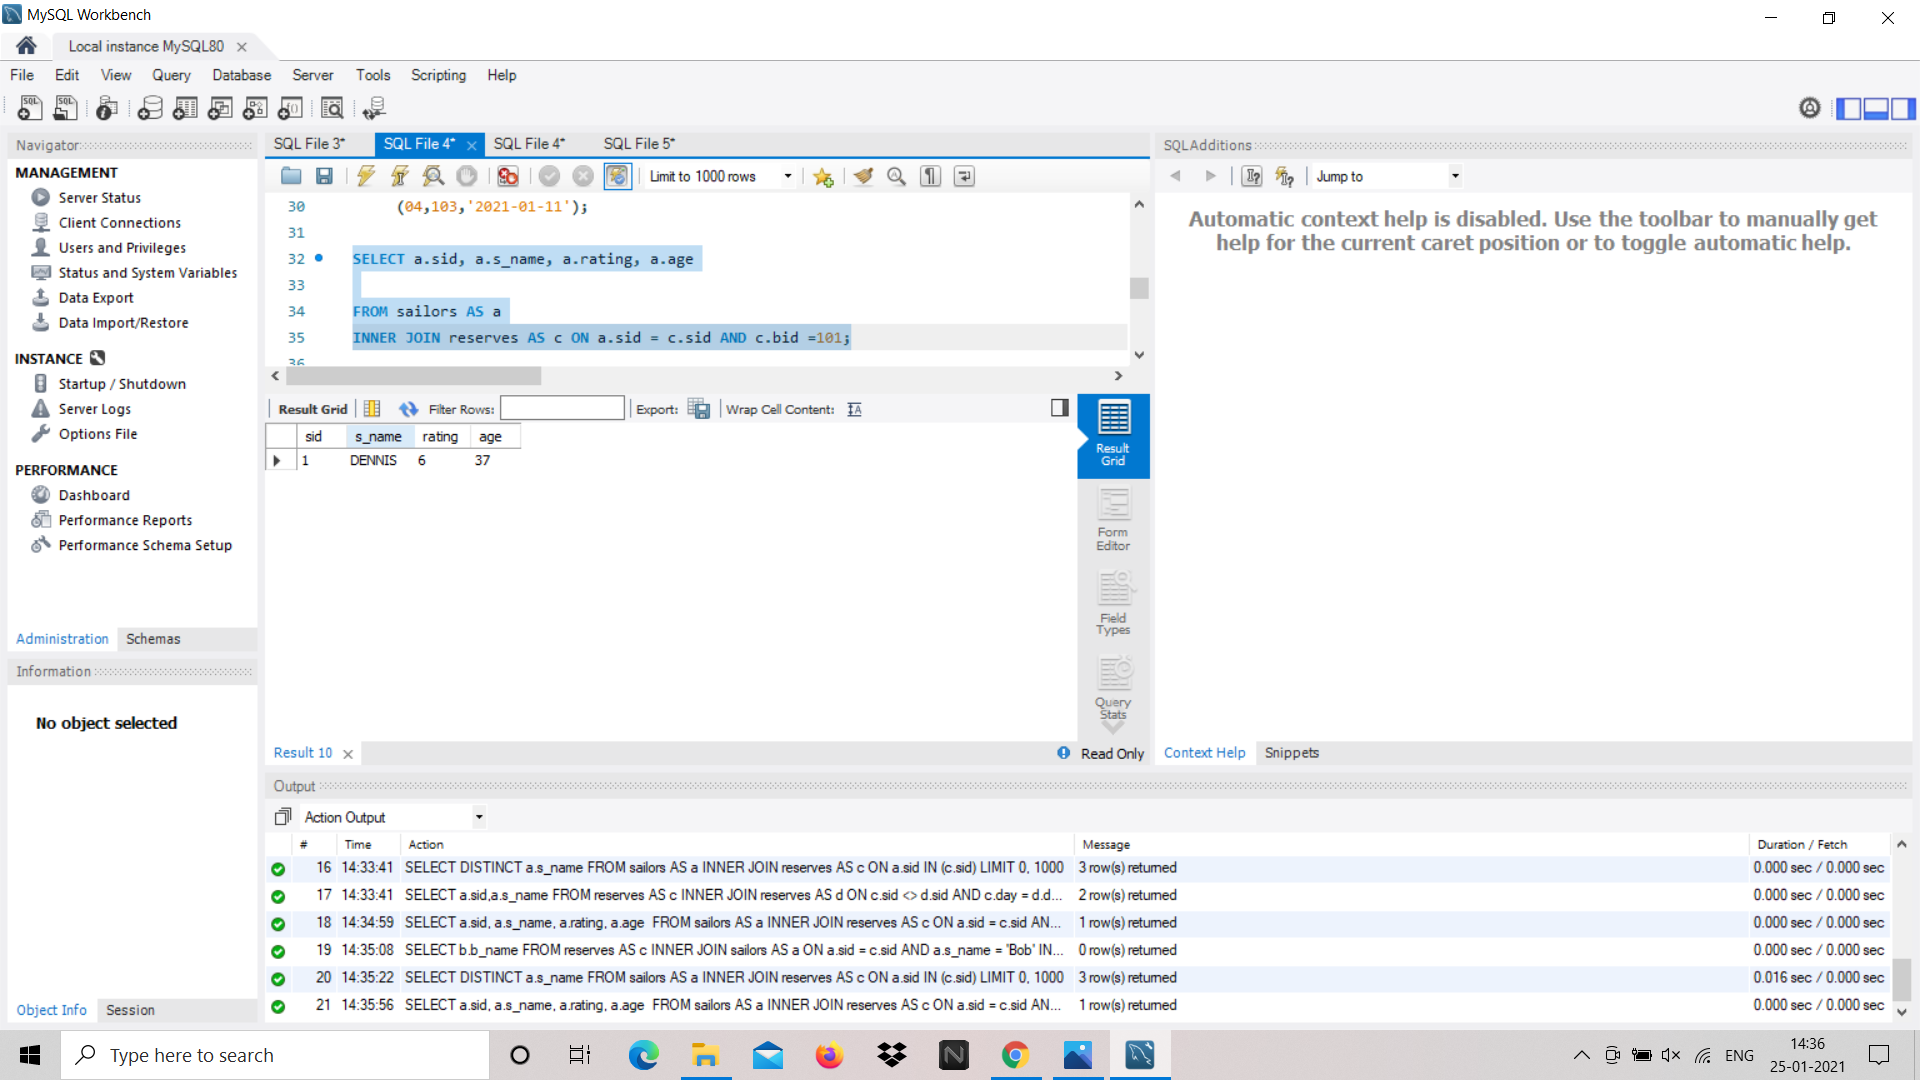 MySQL Workbench
Local instance MySQL80
File Edit View Query Database Server Tools Scripting Help
Navigator
MANAGEMENT
Server Status
Client Connections
Users and Privileges
Status and System Variables
Data Export
Data Import/Restore
INSTANCE
Startup / Shutdown
Server Logs
Options File
PERFORMANCE
Dashboard
Performance Reports
Performance Schema Setup
Administration Schemas
Information
No object selected
Object Info Session
SQL File 3* SQL File 4* SQL File 4* SQL File 5*
Limit to 1000 rows
30 (04,103,'2021-01-11');
31
32 SELECT a.sid, a.s_name, a.rating, a.age
33
34 FROM sailors AS a
35 INNER JOIN reserves AS c ON a.sid = c.sid AND c.bid =101;
36
Result Grid Filter Rows: Export: Wrap Cell Content:
sid s_name rating age
1 DENNIS 6 37
Result Grid
Form Editor
Field Types
Query Stats
Result 10 Read Only
SQLAdditions
Jump to
Automatic context help is disabled. Use the toolbar to manually get
help for the current caret position or to toggle automatic help.
Context Help Snippets
Output
Action Output
# Time Action Message Duration / Fetch
16 14:33:41 SELECT DISTINCT a.s_name FROM sailors AS a INNER JOIN reserves AS c ON a.sid IN (c.sid) LIMIT 0, 1000 3 row(s) returned 0.000 sec / 0.000 sec
17 14:33:41 SELECT a.sid,a.s_name FROM reserves AS c INNER JOIN reserves AS d ON c.sid <> d.sid AND c.day = d.d... 2 row(s) returned 0.000 sec / 0.000 sec
18 14:34:59 SELECT a.sid, a.s_name, a.rating, a.age FROM sailors AS a INNER JOIN reserves AS c ON a.sid = c.sid AN... 1 row(s) returned 0.000 sec / 0.000 sec
19 14:35:08 SELECT b.b_name FROM reserves AS c INNER JOIN sailors AS a ON a.sid = c.sid AND a.s_name = 'Bob' IN... 0 row(s) returned 0.000 sec / 0.000 sec
20 14:35:22 SELECT DISTINCT a.s_name FROM sailors AS a INNER JOIN reserves AS c ON a.sid IN (c.sid) LIMIT 0, 1000 3 row(s) returned 0.016 sec / 0.000 sec
21 14:35:56 SELECT a.sid, a.s_name, a.rating, a.age FROM sailors AS a INNER JOIN reserves AS c ON a.sid = c.sid AN... 1 row(s) returned 0.000 sec / 0.000 sec
Type here to search
ENG
14:36
25-01-2021